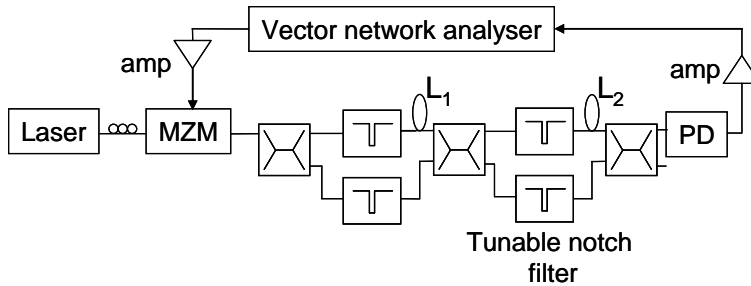 Vector network analyser
amp
amp
L1
L2
Laser
MZM
PD
Tunable notch
filter